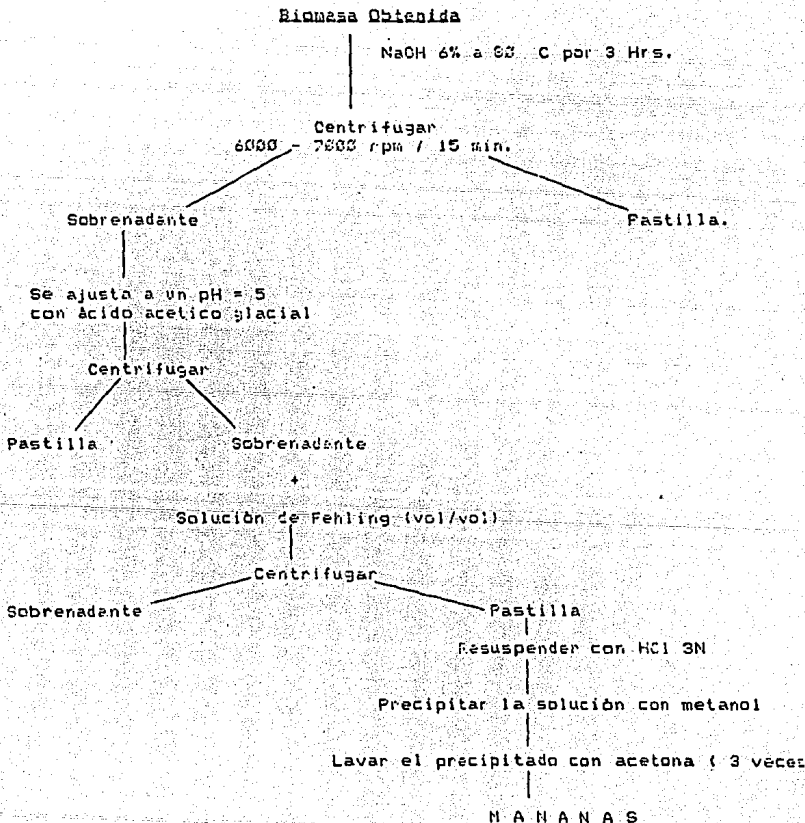 Biomasa Obtenida
NaOH 6% a C por 3 Hrs.
Centrifugar
6000 - 7000 rpm / 15 min.
Sobrenadante Pastilla.
Se ajusta a un pH = 5
con ácido acetico glacial
Centrifugar
Pastilla Sobrenadante
+
Solución de Fehling (vol/vol)
Centrifugar
Sobrenadante Pastilla
Resuspender con HCl 3N
Precipitar la solución con metanol
Lavar el precipitado con acetona ( 3 veces
M A N A N A S